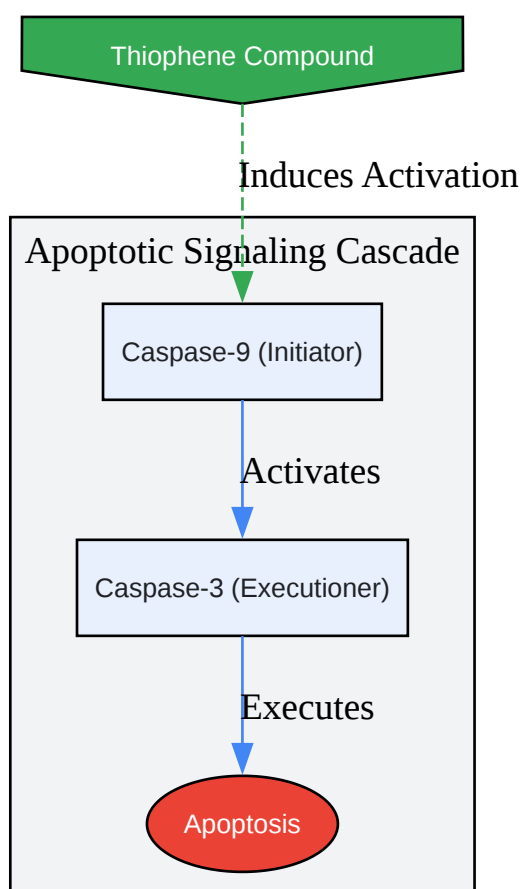 Thiophene Compound
Induces Activation
Apoptotic Signaling Cascade
Caspase-9 (Initiator)
Activates
Caspase-3 (Executioner)
Executes
Apoptosis